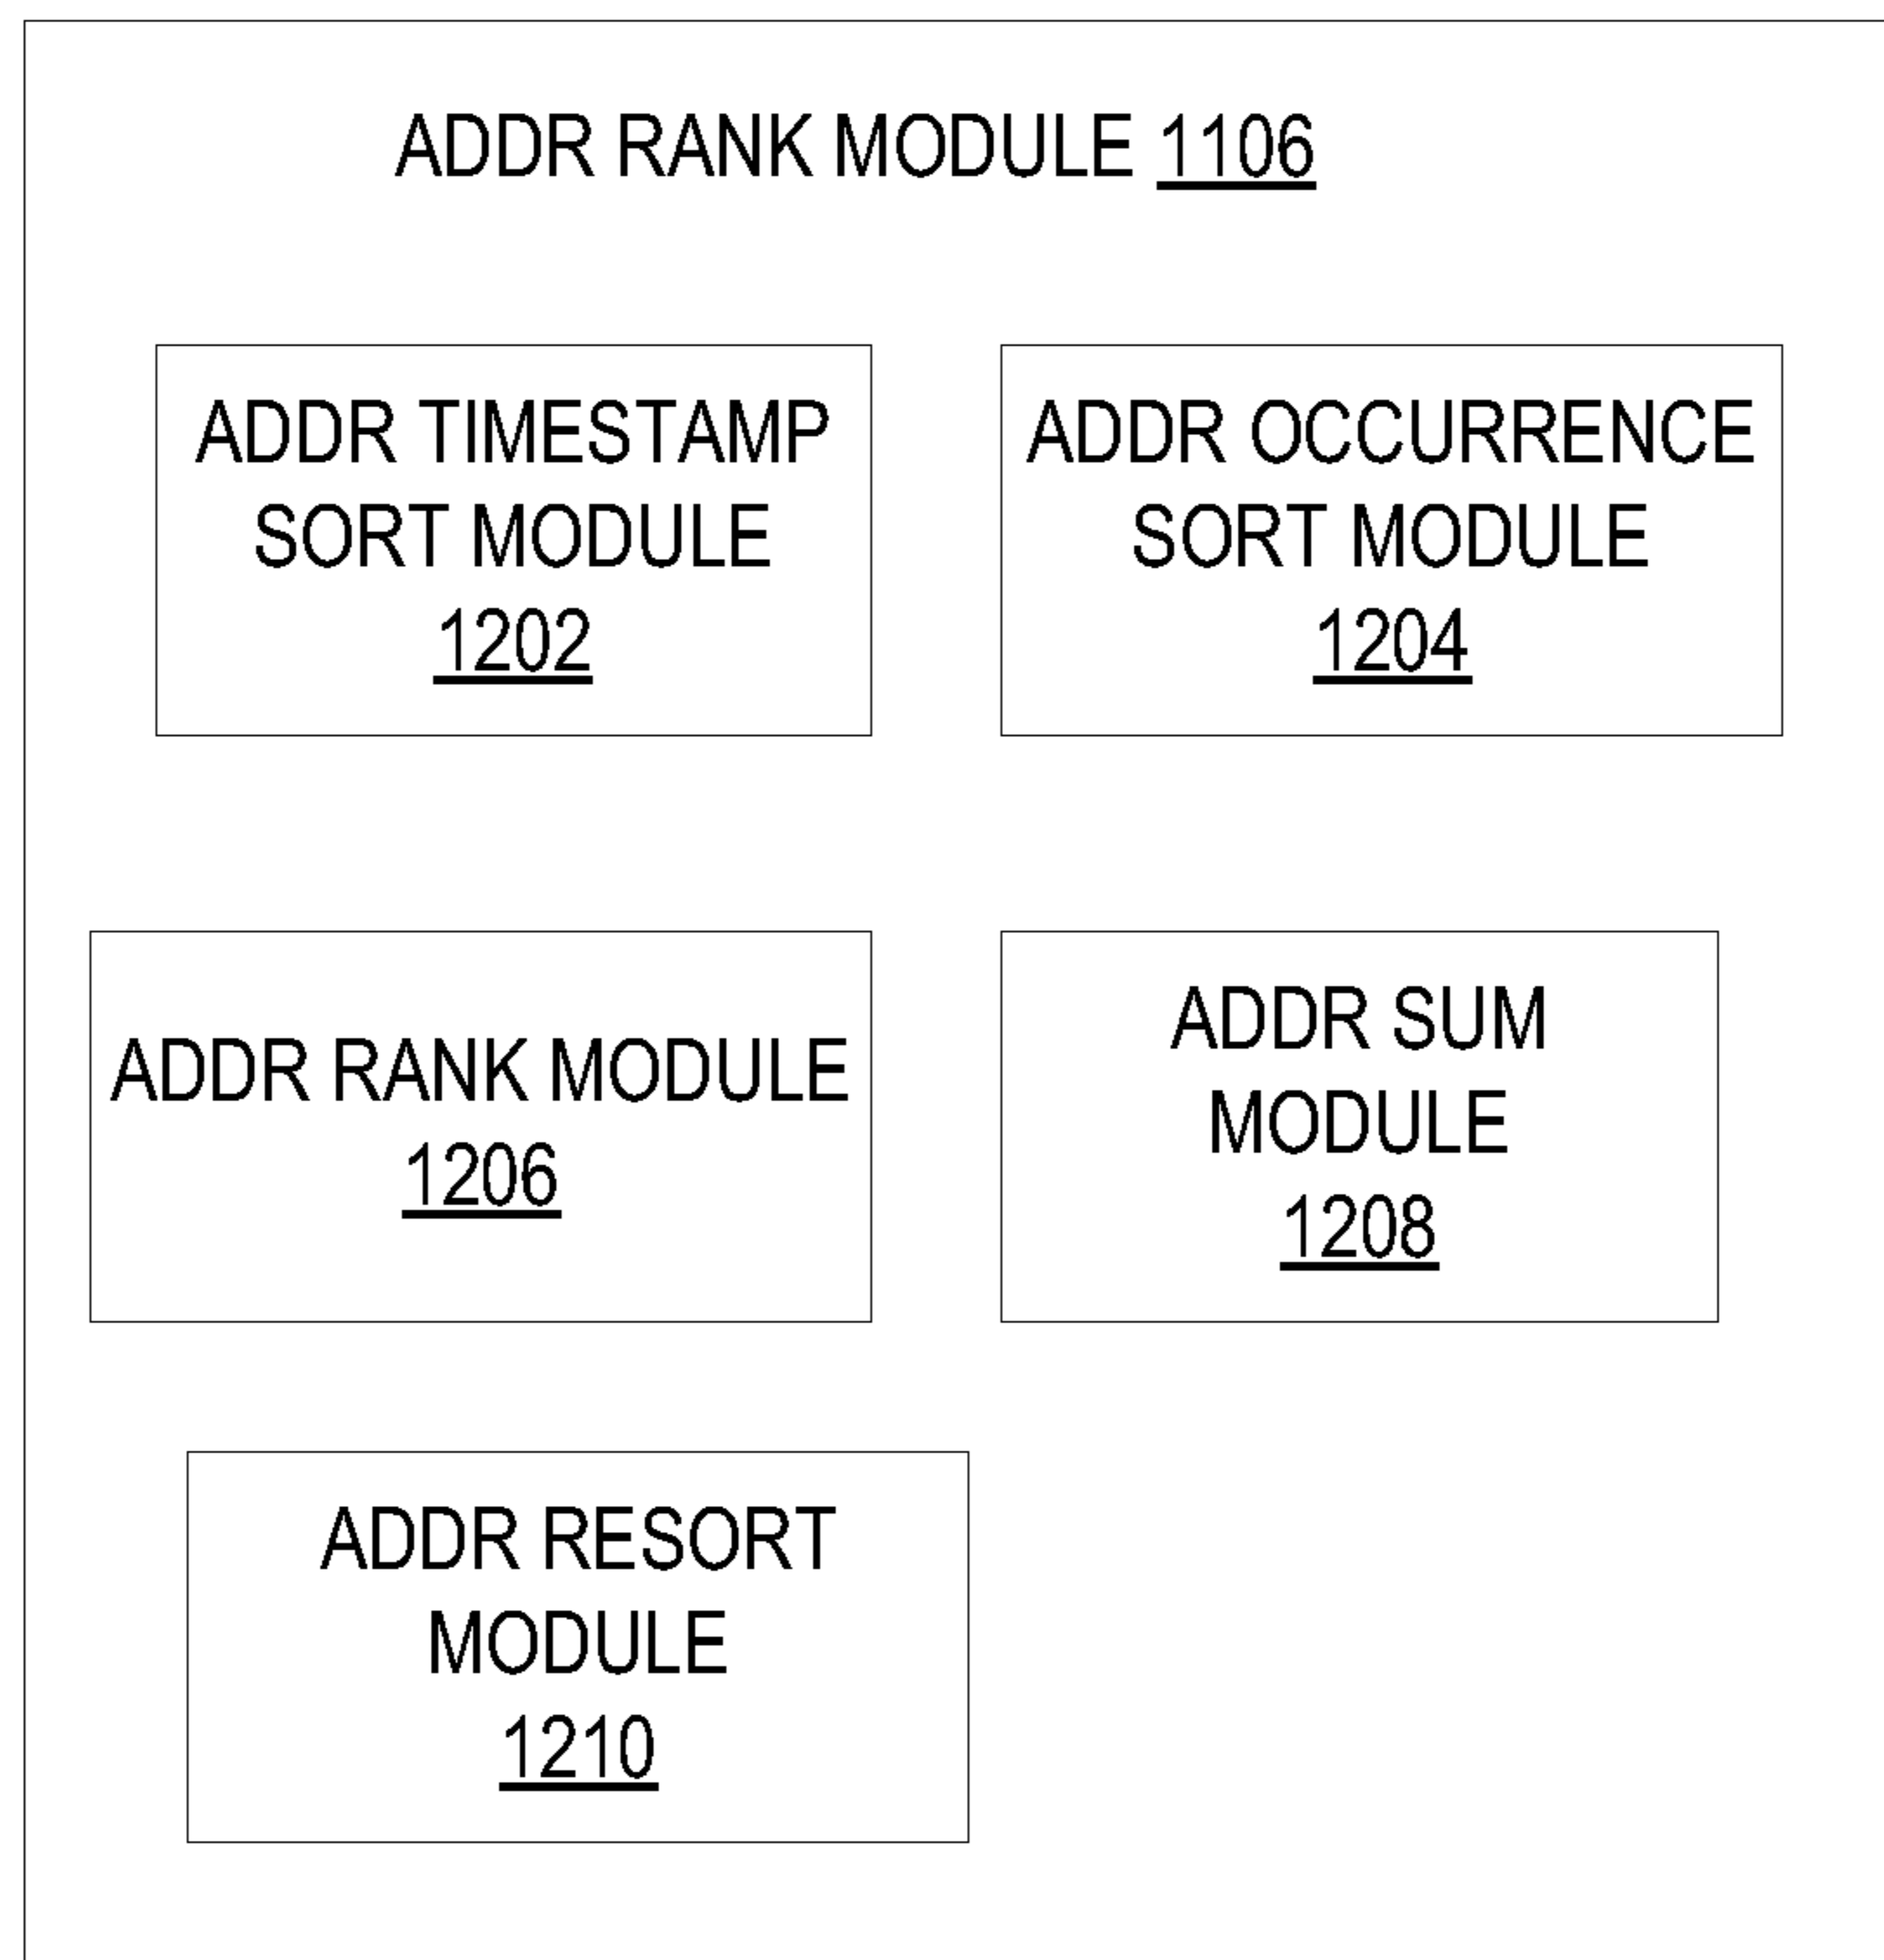 ADDR RANK MODULE 1106
ADDR TIMESTAMP
SORT MODULE
1202
ADDR OCCURRENCE
SORT MODULE
1204
ADDR RANK MODULE
1206
ADDR SUM
MODULE
1208
ADDR RESORT
MODULE
1210